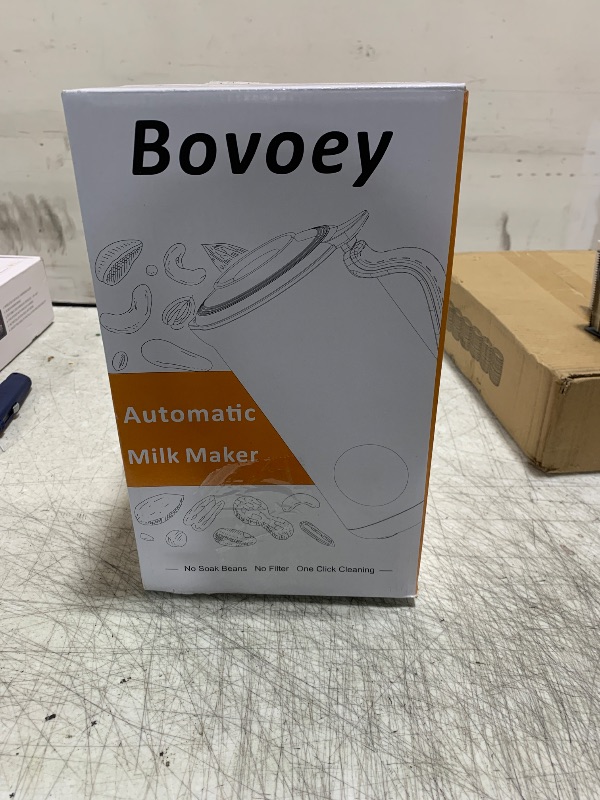 Bovoey
Automatic
Milk Maker
No Soak Beans No Filter One Click Cleaning